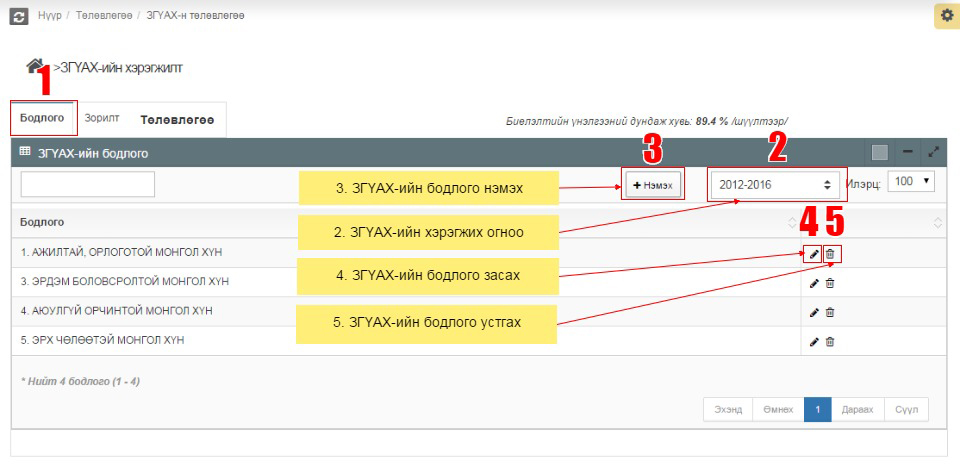 Нүүр / Төлөвлөгөө / ЗГҮАХ-н төлөвлөгөө
>ЗГҮАХ-ийн хэрэгжилт
1
Бодлого Зорилт Төлөвлөгөө
Биелэлтийн үнэлгээний дундаж хувь: 89.4 % /шүүлтээр/
3 2
ЗГҮАХ-ийн бодлого
3. ЗГҮАХ-ийн бодлого нэмэх
+ Нэмэх
2012-2016
Илэрц: 100
Бодлого
2. ЗГҮАХ-ийн хэрэгжих огноо
4 5
1. АЖИЛТАЙ, ОРЛОГОТОЙ МОНГОЛ ХҮН
4. ЗГҮАХ-ийн бодлого засах
3. ЭРДЭМ БОЛОВСРОЛТОЙ МОНГОЛ ХҮН
4. АЮУЛГҮЙ ОРЧИНТОЙ МОНГОЛ ХҮН
5. ЗГҮАХ-ийн бодлого устгах
5. ЭРХ ЧӨЛӨӨТЭЙ МОНГОЛ ХҮН
* Нийт 4 бодлого (1 - 4)
Эхэнд Өмнөх 1 Дараах Сүүл